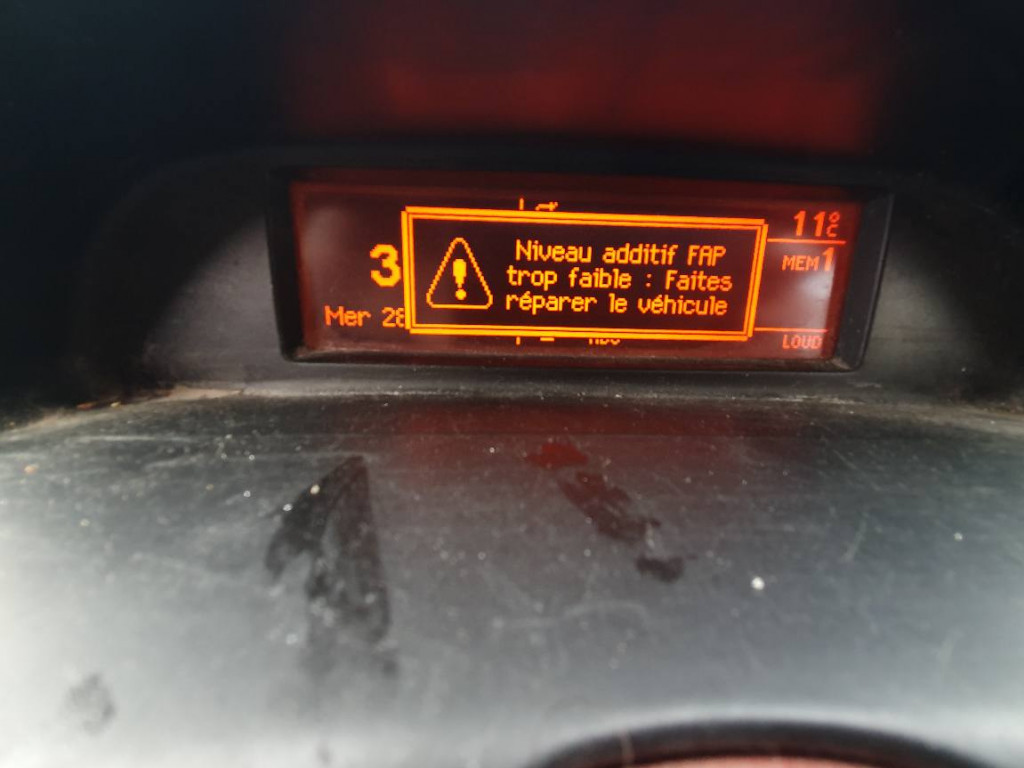 11°C
Niveau additif FAP
trop faible : Faites
réparer le véhicule
3
MEM1
Mer 28
LOUD